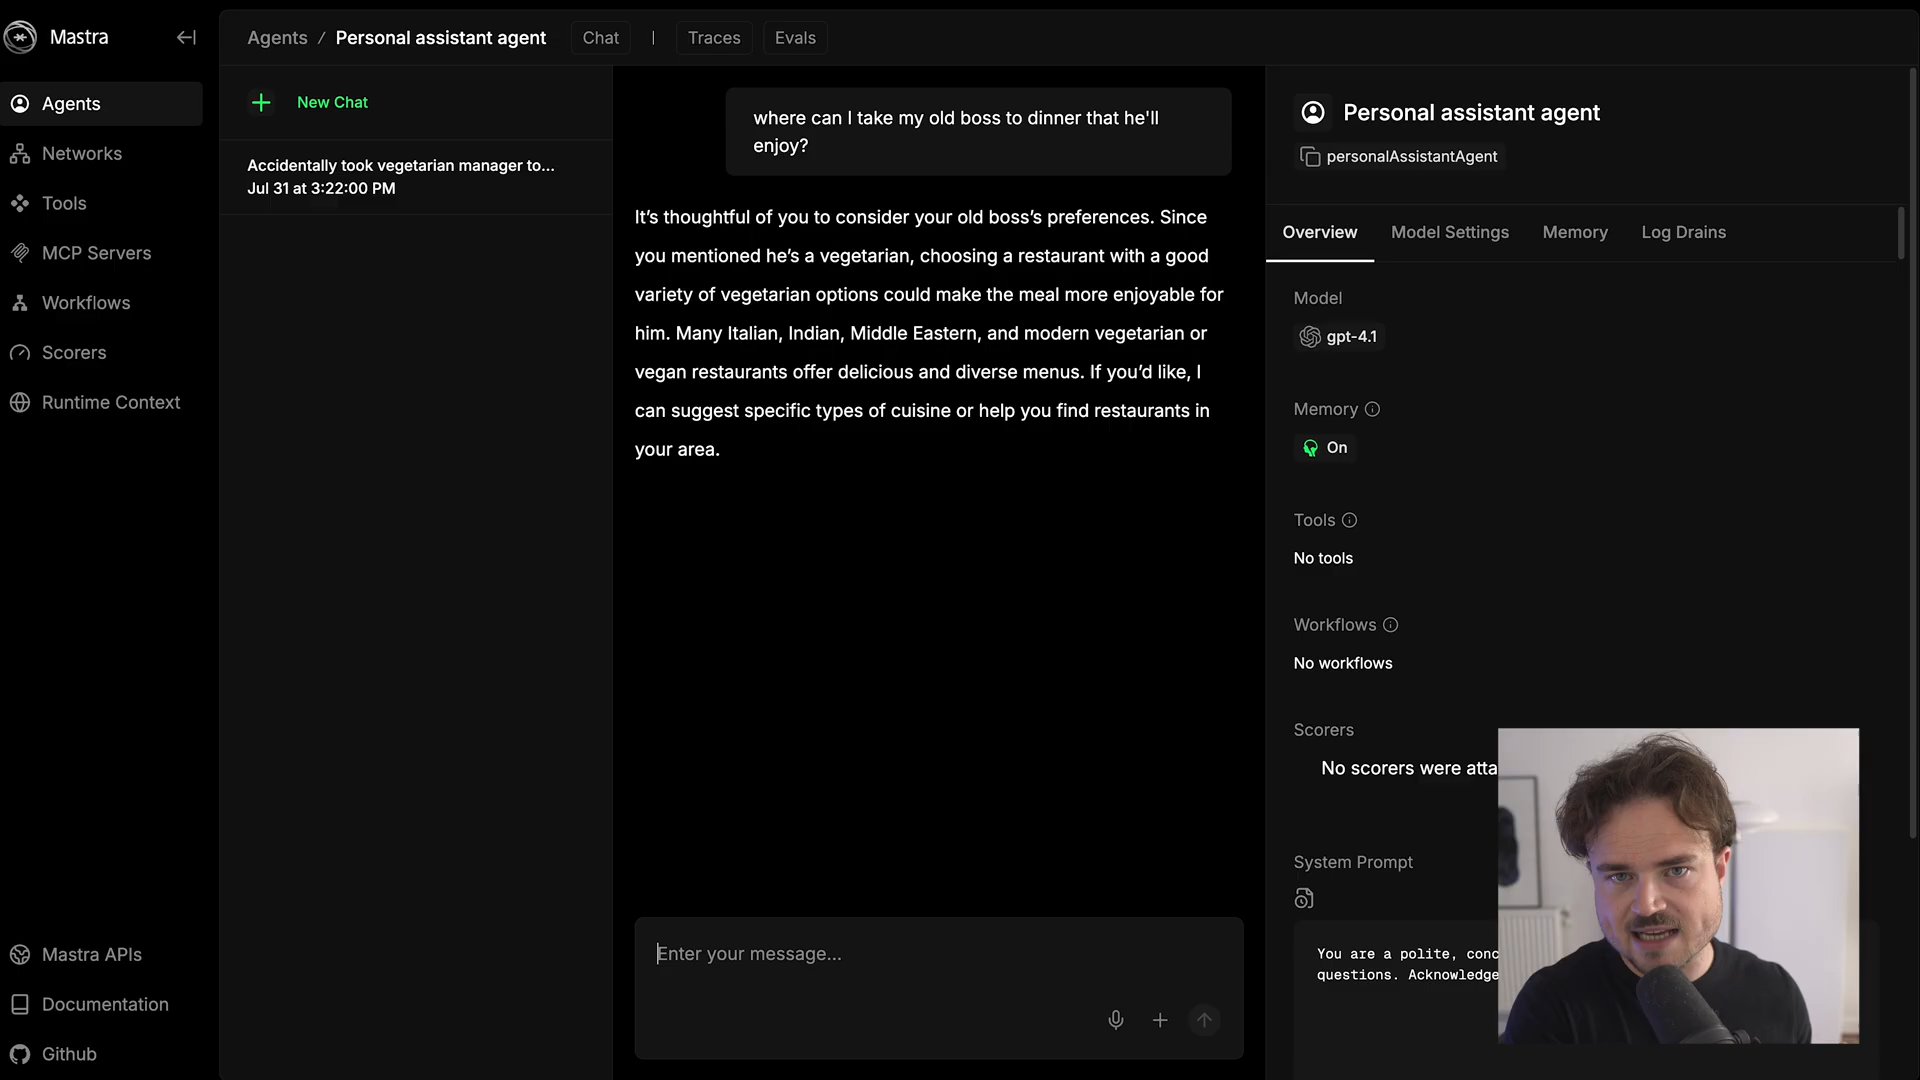 Mastra
Agents
Networks
Tools
MCP Servers
Workflows
Scorers
Runtime Context
Mastra APIs
Documentation
Github
Agents / Personal assistant agent Chat | Traces Evals
New Chat
Accidentally took vegetarian manager to...
Jul 31 at 3:22:00 PM
where can I take my old boss to dinner that he'll
enjoy?
It’s thoughtful of you to consider your old boss’s preferences. Since
you mentioned he’s a vegetarian, choosing a restaurant with a good
variety of vegetarian options could make the meal more enjoyable for
him. Many Italian, Indian, Middle Eastern, and modern vegetarian or
vegan restaurants offer delicious and diverse menus. If you’d like, I
can suggest specific types of cuisine or help you find restaurants in
your area.
Enter your message...
Personal assistant agent
personalAssistantAgent
Overview Model Settings Memory Log Drains
Model
gpt-4.1
Memory
On
Tools
No tools
Workflows
No workflows
Scorers
No scorers were atta
System Prompt
You are a polite, conc
questions. Acknowledge